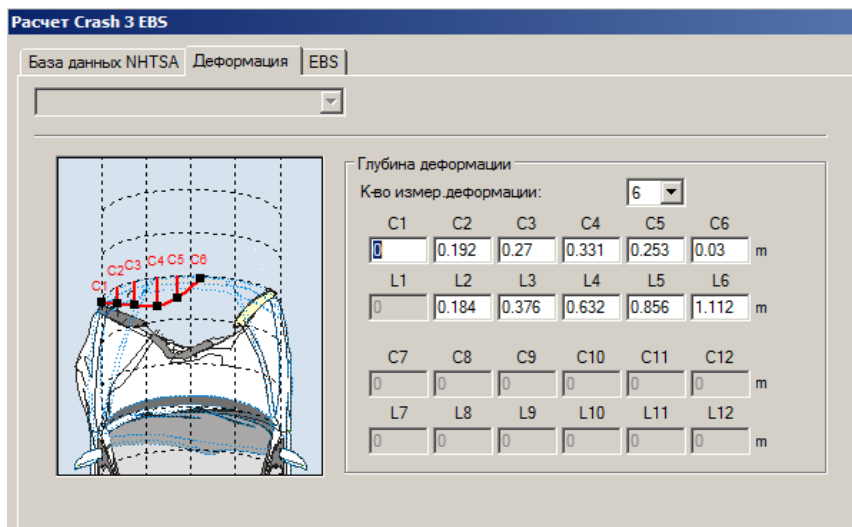 Расчет Crash 3 EBS
База данных NHTSA Деформация EBS
Глубина деформации
К-во измер.деформации: 6
C1 C2 C3 C4 C5 C6
0 0.192 0.27 0.331 0.253 0.03 m
L1 L2 L3 L4 L5 L6
0 0.184 0.376 0.632 0.856 1.112 m
C7 C8 C9 C10 C11 C12
0 0 0 0 0 0 m
L7 L8 L9 L10 L11 L12
0 0 0 0 0 0 m
C1 C2 C3 C4 C5 C6